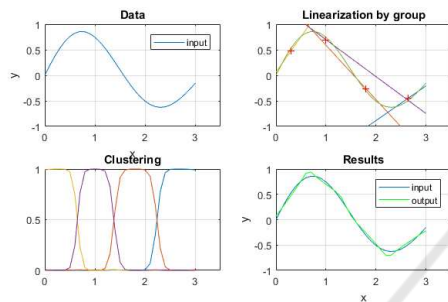 Data
1
0.5
0
-0.5
-1
y
0 1 2 3
x
input
Linearization by group
1
0.5
0
-0.5
-1
y
0 1 2 3
Clustering
1
0.5
0
0 1 2 3
Results
1
0.5
0
-0.5
-1
y
0 1 2 3
x
input
output